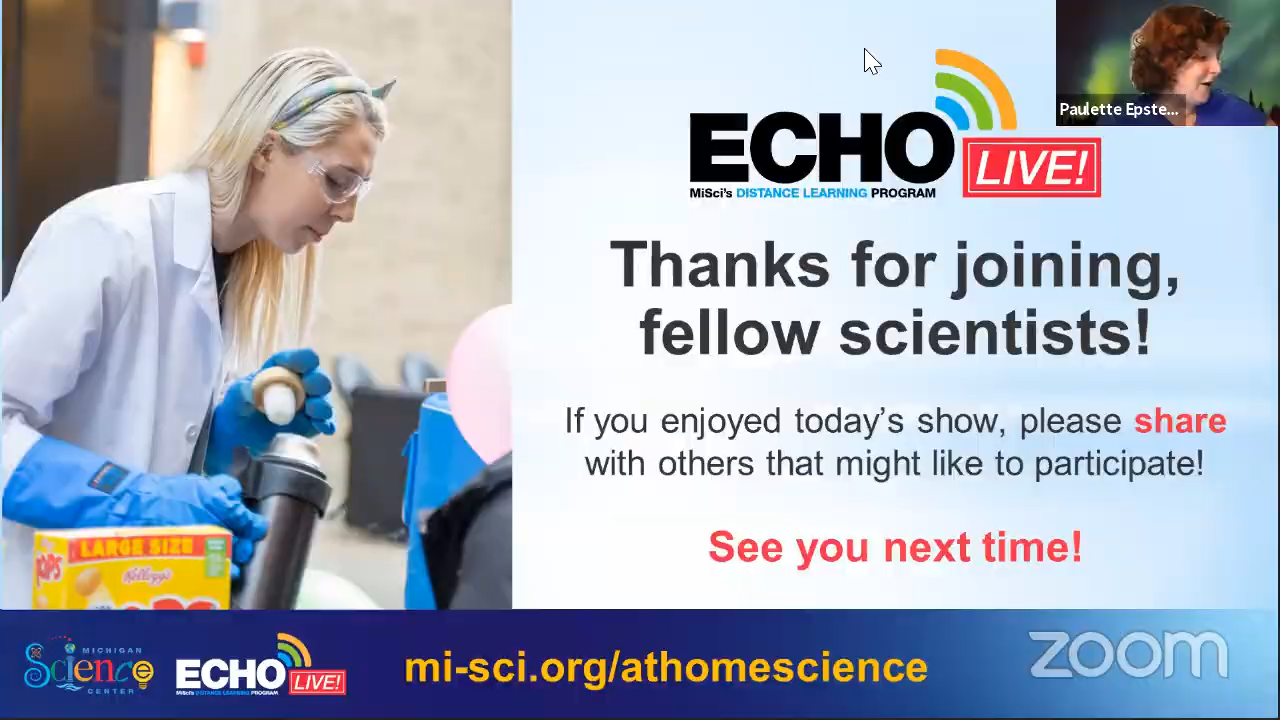 ECHO
LIVE!
MiSci's DISTANCE LEARNING PROGRAM
Paulette Epste...
Thanks for joining,
fellow scientists!
If you enjoyed today's show, please share
with others that might like to participate!
See you next time!
LARGE SIZE
Kellogg's
POPS
MICHIGAN
Science
CENTER
ECHO
LIVE!
MiSci's DISTANCE LEARNING PROGRAM
mi-sci.org/athomescience
zoom